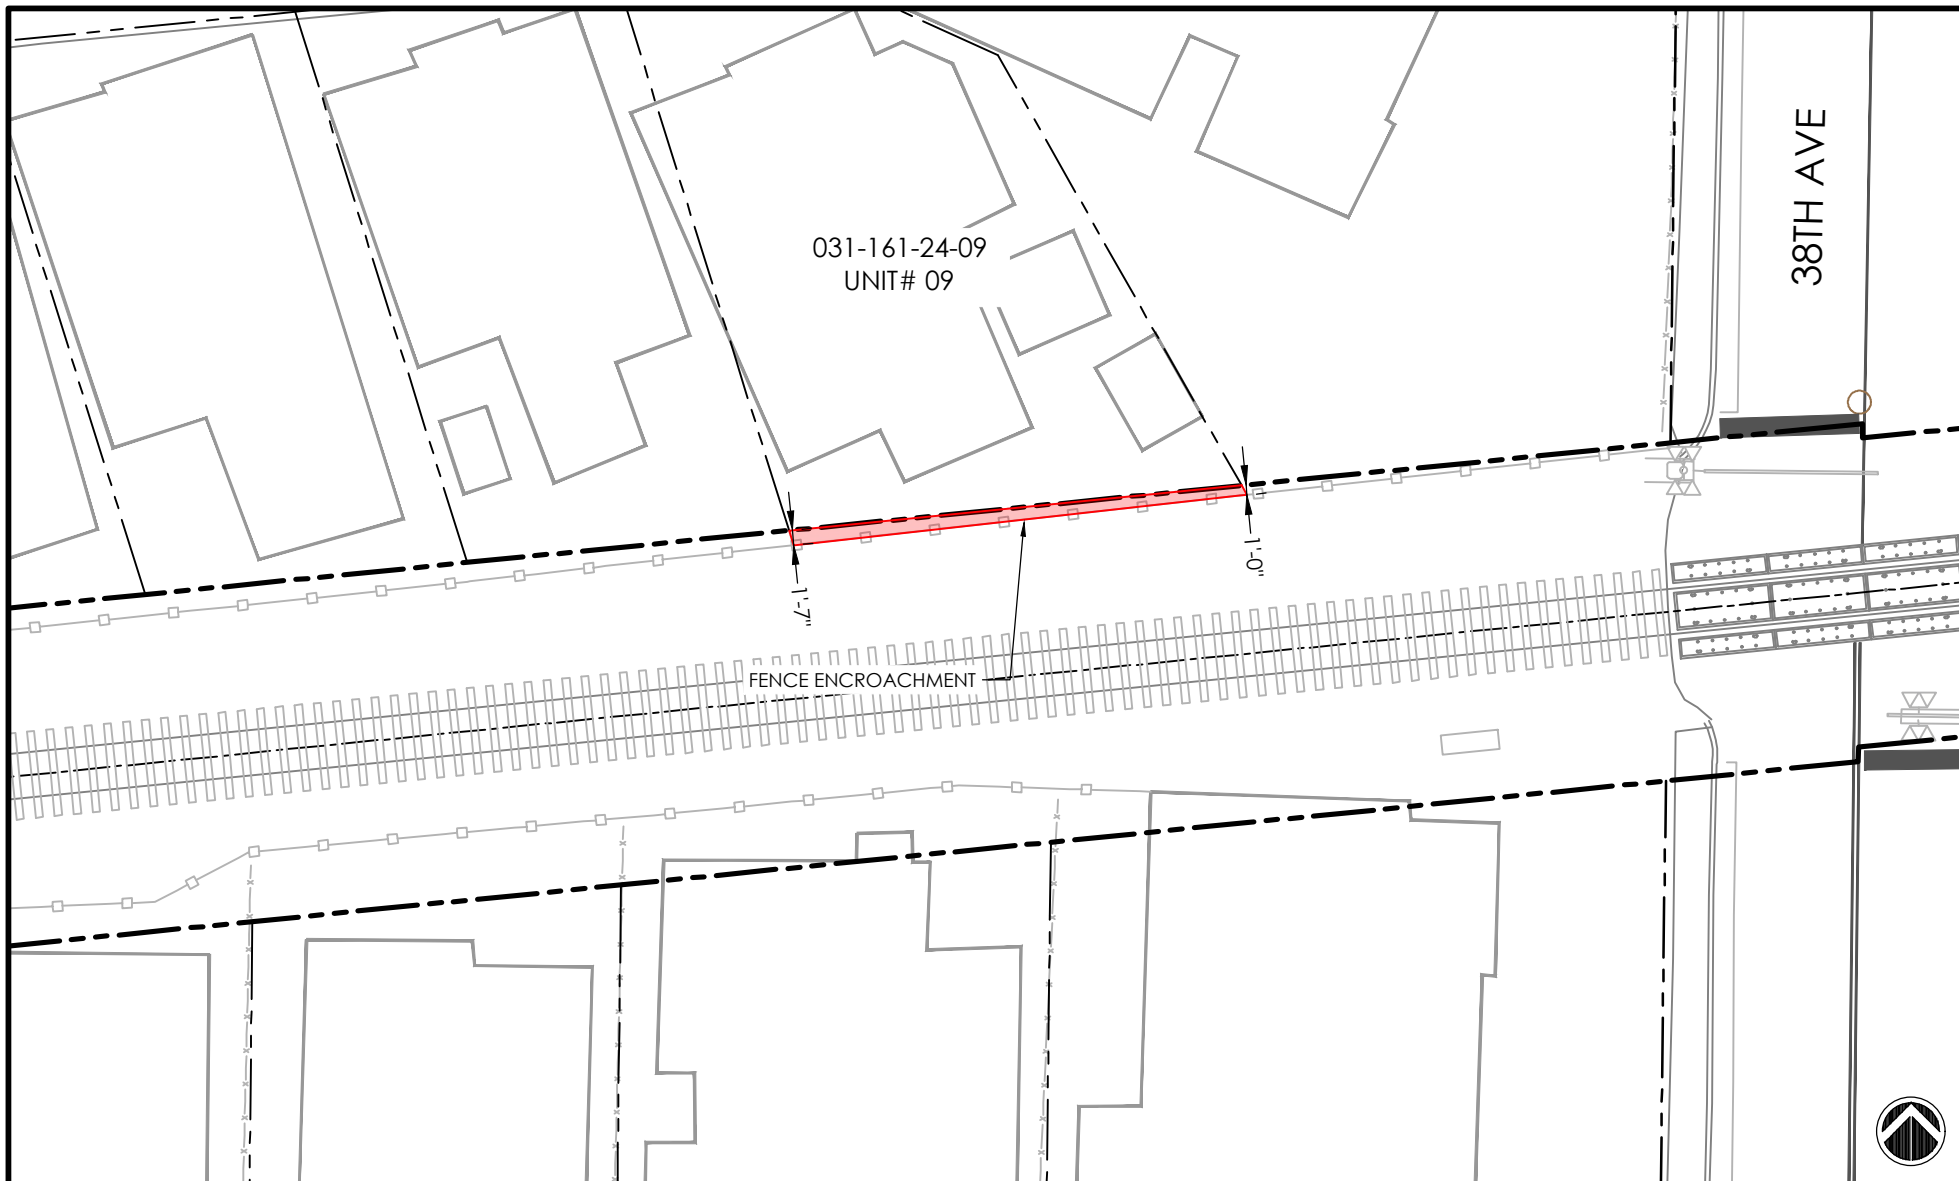 38TH AVE
031-161-24-09
UNIT# 09
1'-0"
1'-7"
FENCE ENCROACHMENT